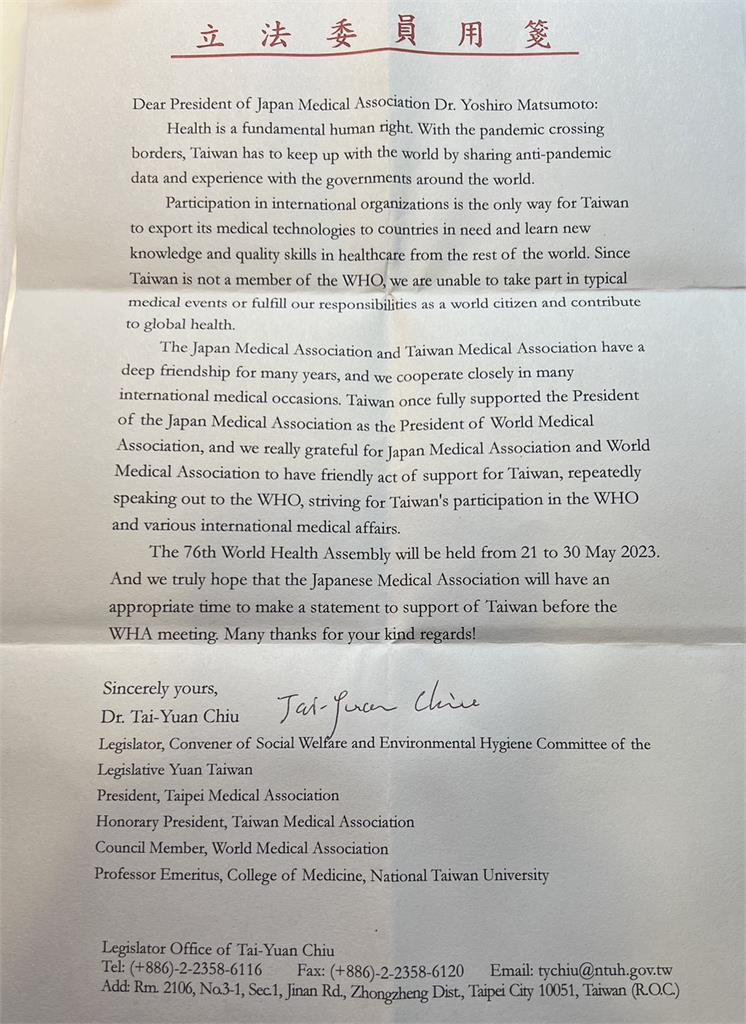 立法委員用箋
Dear President of Japan Medical Association Dr. Yoshiro Matsumoto:
Health is a fundamental human right. With the pandemic crossing
borders, Taiwan has to keep up with the world by sharing anti-pandemic
data and experience with the governments around the world.
Participation in international organizations is the only way for Taiwan
to export its medical technologies to countries in need and learn new
knowledge and quality skills in healthcare from the rest of the world. Since
Taiwan is not a member of the WHO, we are unable to take part in typical
medical events or fulfill our responsibilities as a world citizen and contribute
to global health.
The Japan Medical Association and Taiwan Medical Association have a
deep friendship for many years, and we cooperate closely in many
international medical occasions. Taiwan once fully supported the President
of the Japan Medical Association as the President of World Medical
Association, and we really grateful for Japan Medical Association and World
Medical Association to have friendly act of support for Taiwan, repeatedly
speaking out to the WHO, striving for Taiwan's participation in the WHO
and various international medical affairs.
The 76th World Health Assembly will be held from 21 to 30 May 2023.
And we truly hope that the Japanese Medical Association will have an
appropriate time to make a statement to support of Taiwan before the
WHA meeting. Many thanks for your kind regards!
Sincerely yours,
Dr. Tai-Yuan Chiu Tai-Yuan Chiu
Legislator, Convener of Social Welfare and Environmental Hygiene Committee of the
Legislative Yuan Taiwan
President, Taipei Medical Association
Honorary President, Taiwan Medical Association
Council Member, World Medical Association
Professor Emeritus, College of Medicine, National Taiwan University
Legislator Office of Tai-Yuan Chiu
Tel: (+886)-2-2358-6116 Fax: (+886)-2-2358-6120 Email: tychiu@ntuh.gov.tw
Add: Rm. 2106, No.3-1, Sec.1, Jinan Rd., Zhongzheng Dist., Taipei City 10051, Taiwan (R.O.C.)